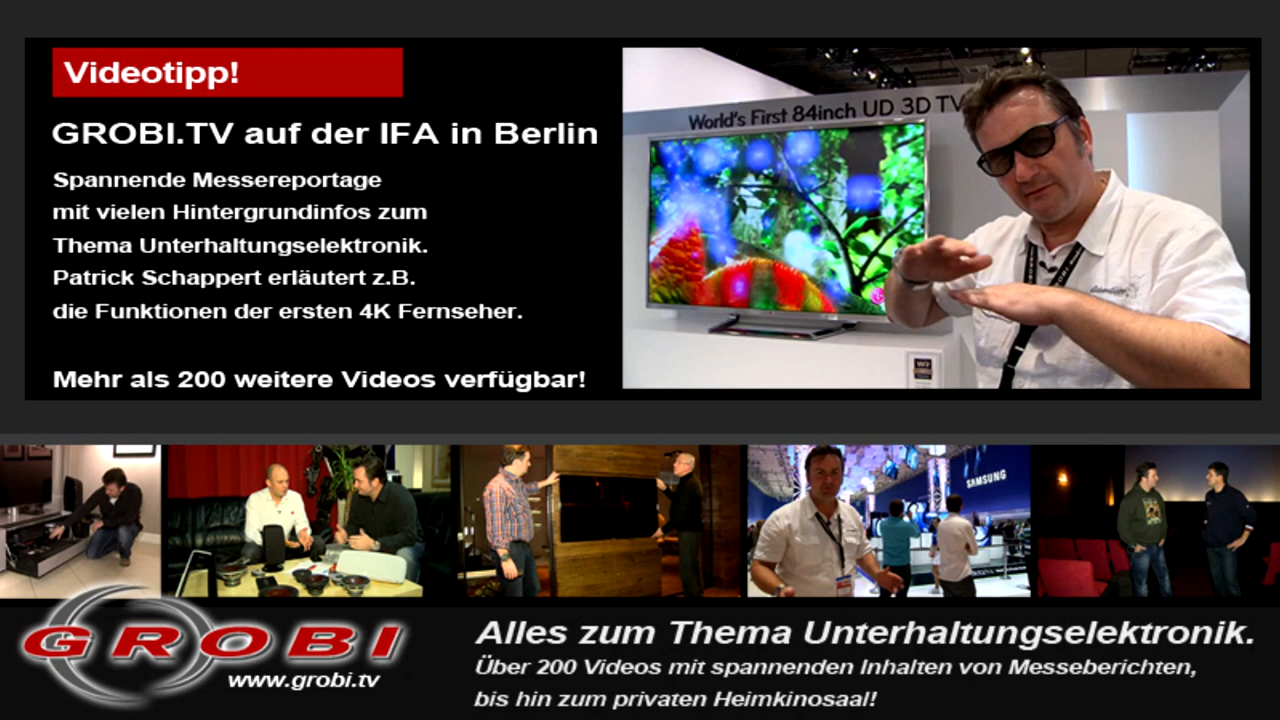 Videotipp!
GROBI.TV auf der IFA in Berlin
Spannende Messereportage
mit vielen Hintergrundinfos zum
Thema Unterhaltungselektronik.
Patrick Schappert erläutert z.B.
die Funktionen der ersten 4K Fernseher.
Mehr als 200 weitere Videos verfügbar!
World's First 84inch UD 3D TV
SAMSUNG
GROBI
www.grobi.tv
Alles zum Thema Unterhaltungselektronik.
Über 200 Videos mit spannenden Inhalten von Messeberichten,
bis hin zum privaten Heimkinosaal!